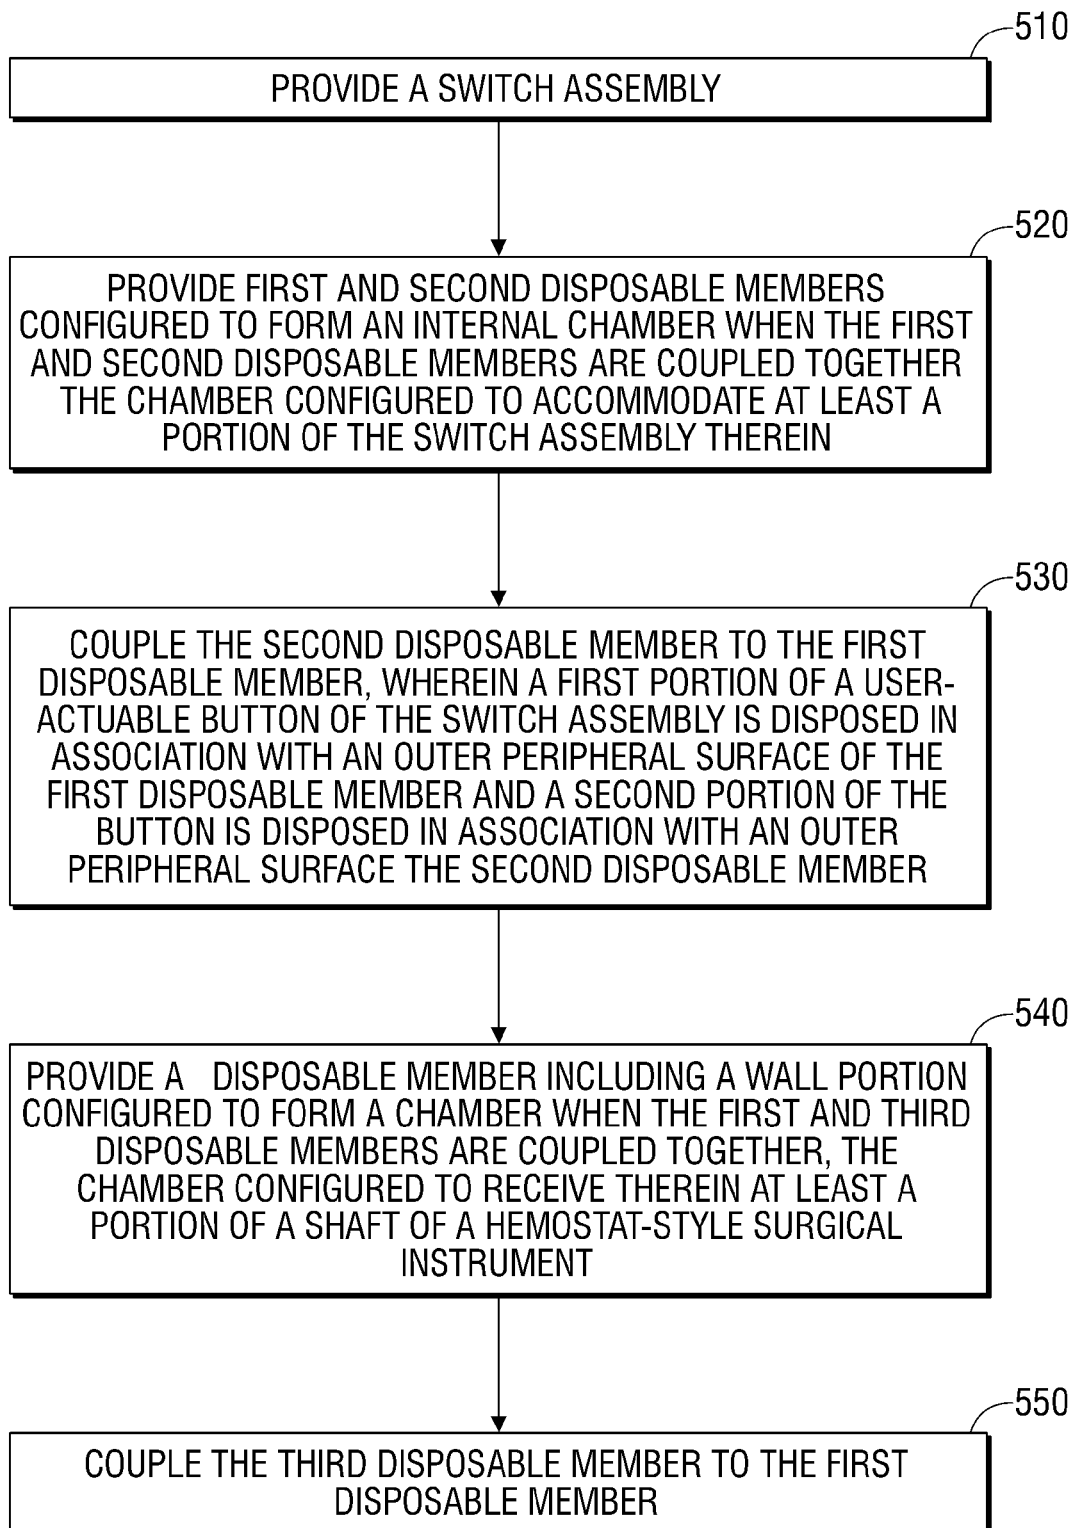 510
PROVIDE A SWITCH ASSEMBLY
520
PROVIDE FIRST AND SECOND DISPOSABLE MEMBERS
CONFIGURED TO FORM AN INTERNAL CHAMBER WHEN THE FIRST
AND SECOND DISPOSABLE MEMBERS ARE COUPLED TOGETHER
THE CHAMBER CONFIGURED TO ACCOMMODATE AT LEAST A
PORTION OF THE SWITCH ASSEMBLY THEREIN
530
COUPLE THE SECOND DISPOSABLE MEMBER TO THE FIRST
DISPOSABLE MEMBER, WHEREIN A FIRST PORTION OF A USER-
ACTUABLE BUTTON OF THE SWITCH ASSEMBLY IS DISPOSED IN
ASSOCIATION WITH AN OUTER PERIPHERAL SURFACE OF THE
FIRST DISPOSABLE MEMBER AND A SECOND PORTION OF THE
BUTTON IS DISPOSED IN ASSOCIATION WITH AN OUTER
PERIPHERAL SURFACE THE SECOND DISPOSABLE MEMBER
540
PROVIDE A DISPOSABLE MEMBER INCLUDING A WALL PORTION
CONFIGURED TO FORM A CHAMBER WHEN THE FIRST AND THIRD
DISPOSABLE MEMBERS ARE COUPLED TOGETHER, THE
CHAMBER CONFIGURED TO RECEIVE THEREIN AT LEAST A
PORTION OF A SHAFT OF A HEMOSTAT-STYLE SURGICAL
INSTRUMENT
550
COUPLE THE THIRD DISPOSABLE MEMBER TO THE FIRST
DISPOSABLE MEMBER